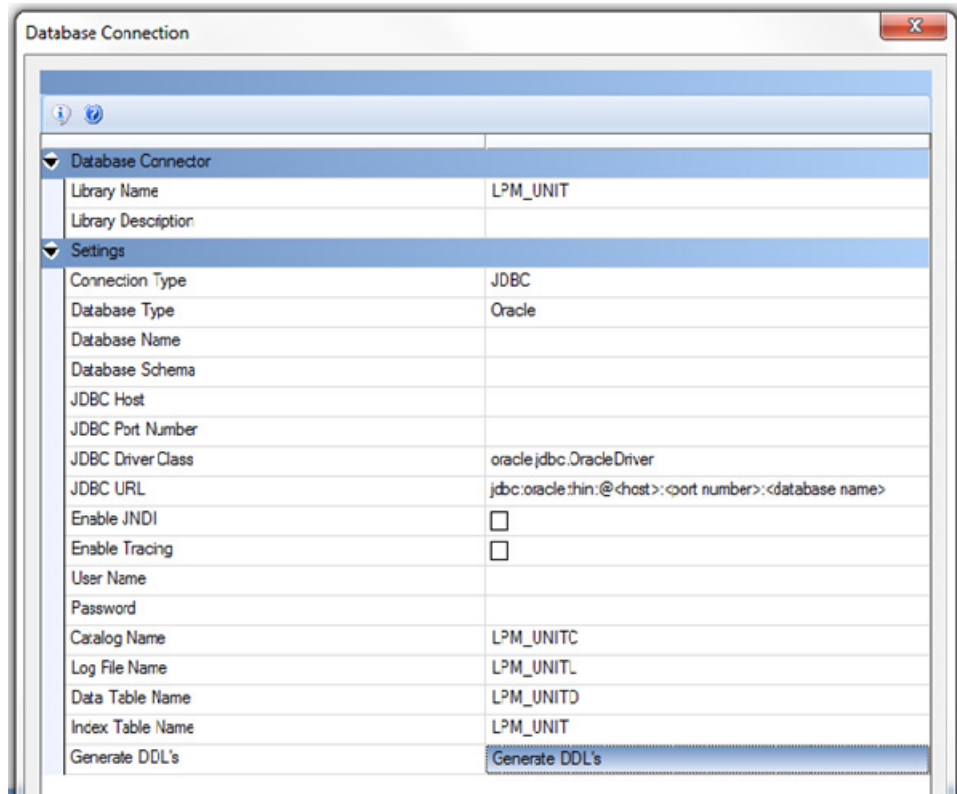 Database Connection
Database Connector
Library Name LPM_UNIT
Library Description
Settings
Connection Type JDBC
Database Type Oracle
Database Name
Database Schema
JDBC Host
JDBC Port Number
JDBC Driver Class oracle.jdbc.OracleDriver
JDBC URL jdbc:oracle:thin:@<host>:<port number>:<database name>
Enable JNDI
Enable Tracing
User Name
Password
Catalog Name LPM_UNITC
Log File Name LPM_UNITL
Data Table Name LPM_UNITD
Index Table Name LPM_UNIT
Generate DDL's Generate DDL's